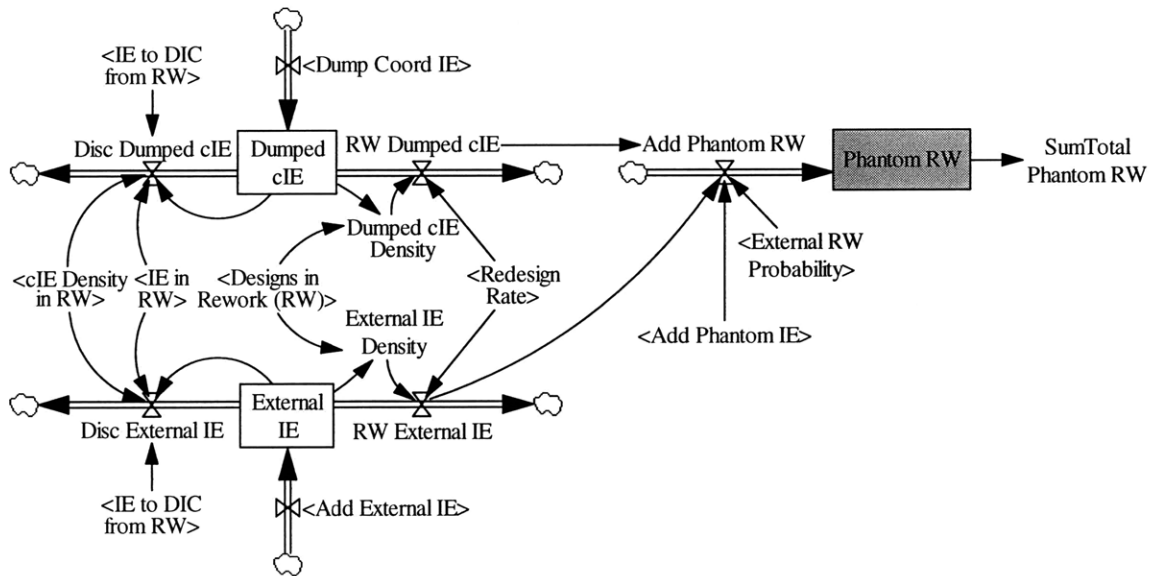 <IE to DIC
from RW>
<Dump Coord IE>
Disc Dumped cIE
Dumped
cIE
RW Dumped cIE
Add Phantom RW
Phantom RW
SumTotal
Phantom RW
Dumped cIE
Density
<External RW
Probability>
<cIE Density
in RW>
<IE in
RW>
<Designs in
Rework (RW)>
<Redesign
Rate>
External IE
Density
<Add Phantom IE>
External
IE
Disc External IE
RW External IE
<IE to DIC
from RW>
<Add External IE>